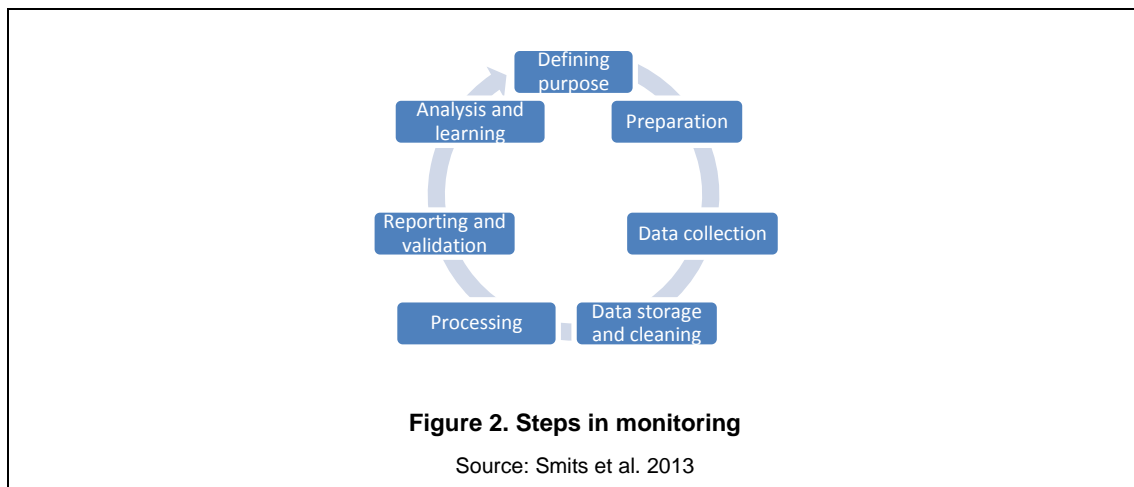 Defining
purpose
Preparation
Data collection
Data storage
and cleaning
Processing
Reporting and
validation
Analysis and
learning
Figure 2. Steps in monitoring
Source: Smits et al. 2013